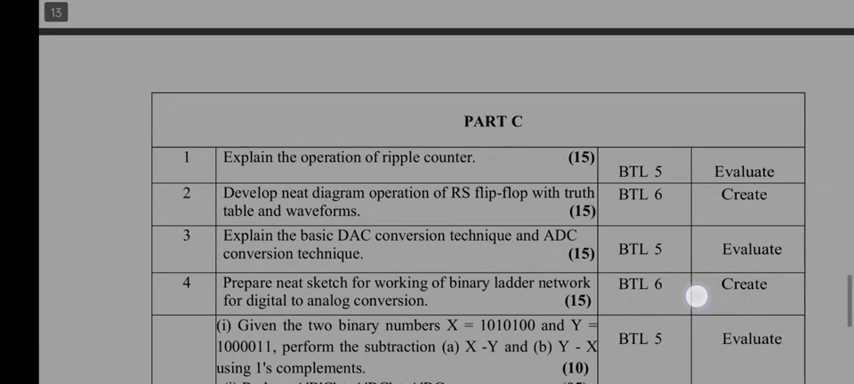 13
PART C
1 Explain the operation of ripple counter. (15) BTL 5 Evaluate
2 Develop neat diagram operation of RS flip-flop with truth BTL 6 Create
table and waveforms. (15)
3 Explain the basic DAC conversion technique and ADC BTL 5 Evaluate
conversion technique. (15)
4 Prepare neat sketch for working of binary ladder network BTL 6 Create
for digital to analog conversion. (15)
(i) Given the two binary numbers X = 1010100 and Y =
1000011, perform the subtraction (a) X -Y and (b) Y - X BTL 5 Evaluate
using 1's complements. (10)